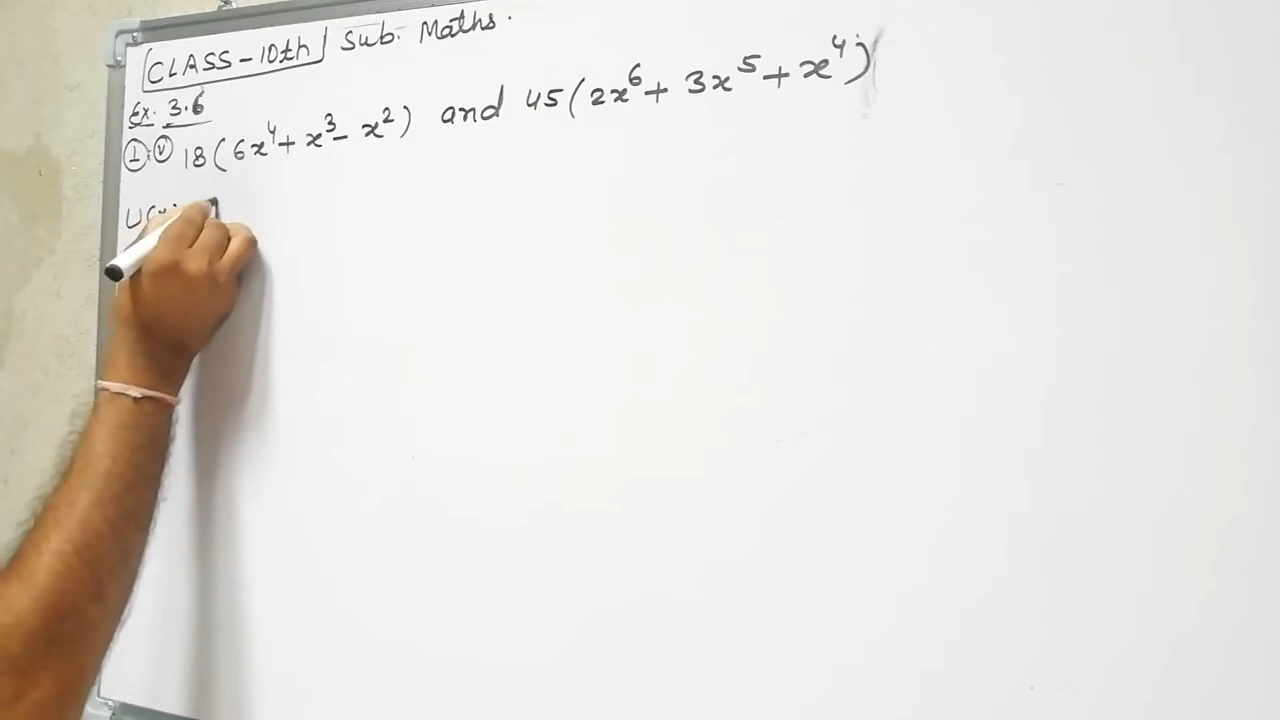 CLASS-10th Sub. Maths.
Ex. 3.6
① ⓥ 18(6x⁴+ x³- x²) and 45(2x⁶+ 3x⁵+ x⁴)